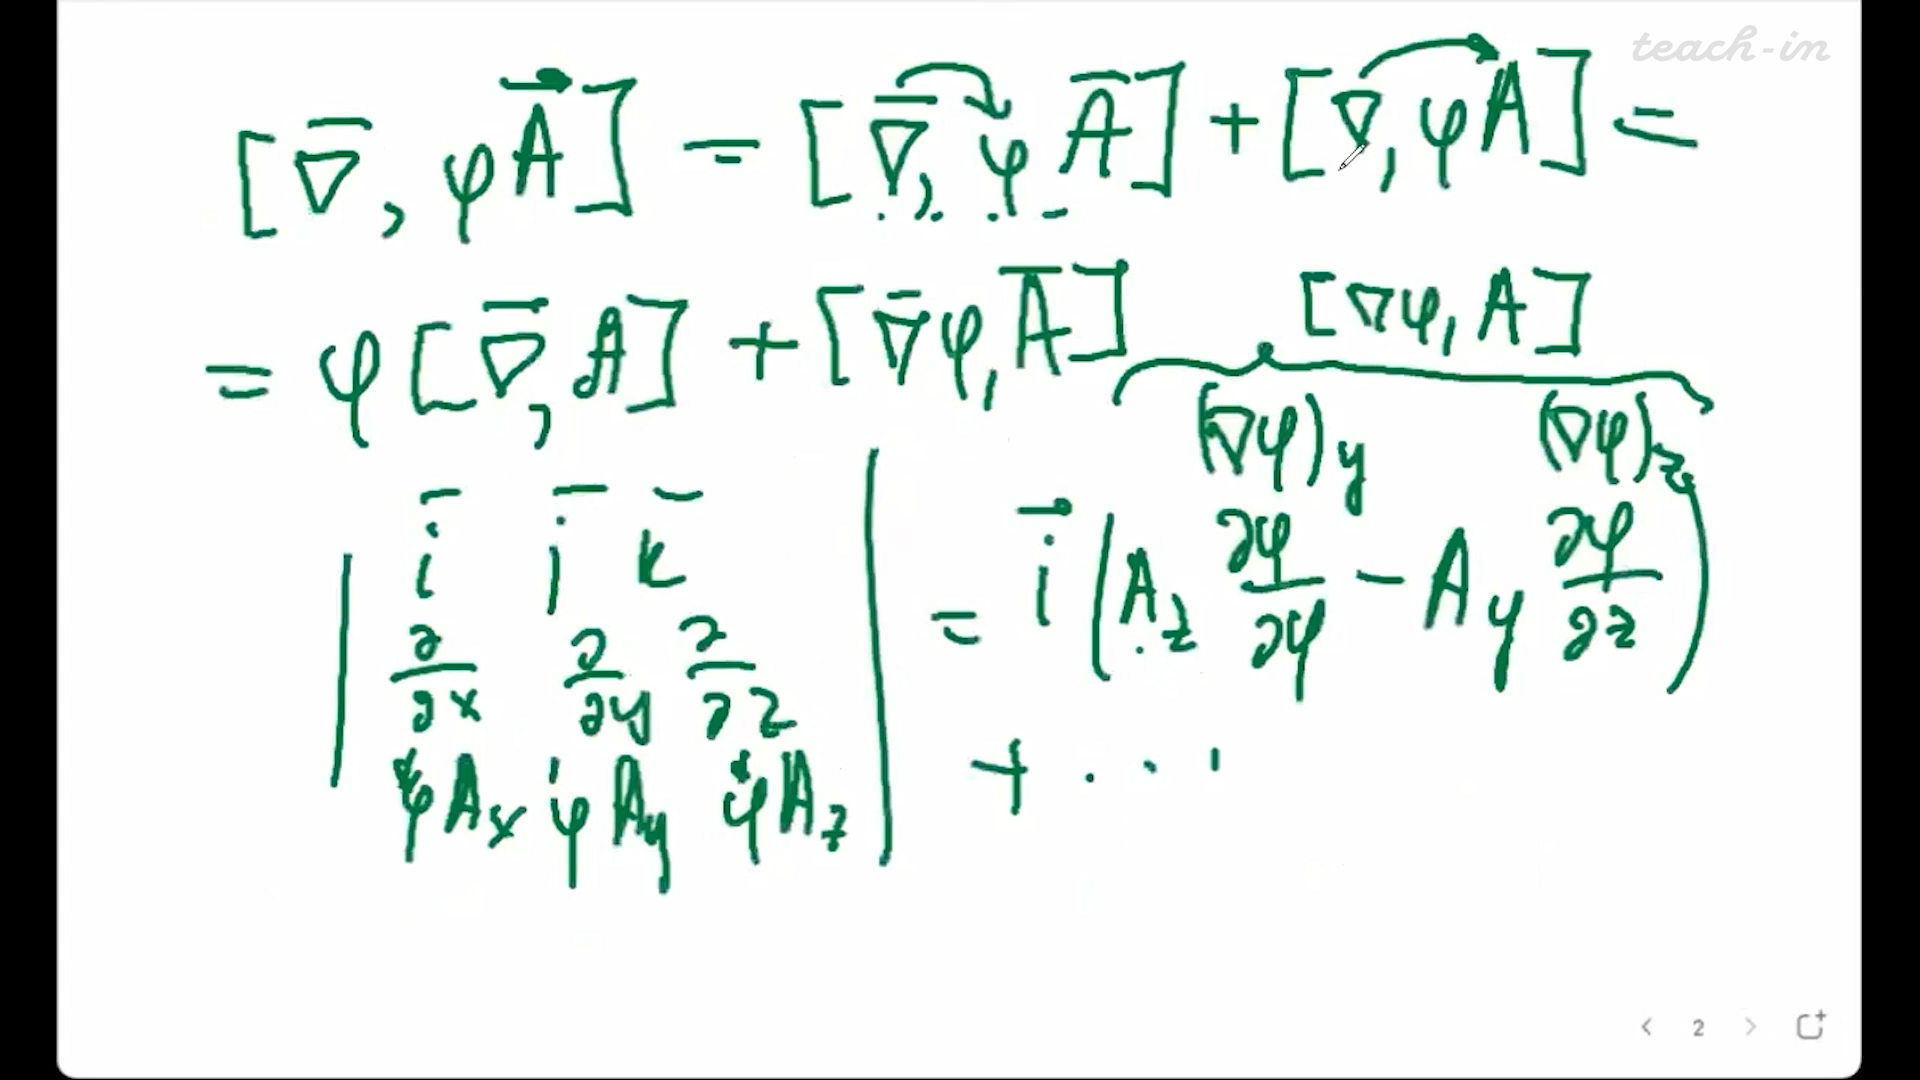 teach-in
[∇̅, φA⃗] = [∇̅, φA̅] + [∇, φA] =
= φ[∇̅, A] + [∇̅φ, A̅] [∇φ, A]
(∇φ)y (∇φ)z
i̅ j̅ k̅
∂/∂x ∂/∂y ∂/∂z = i⃗ (Az ∂φ/∂φ − Ay ∂φ/∂z)
φAx φAy φAz + ...
< 2 >